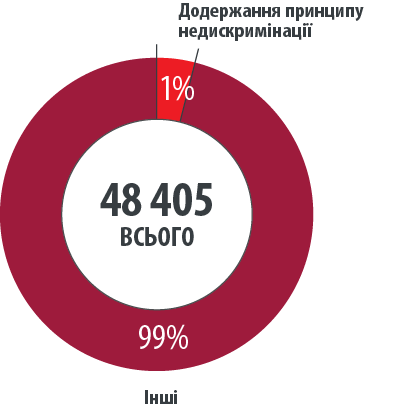 Додержання принципу
недискримінації
1%
48 405
ВСЬОГО
99%
Інші